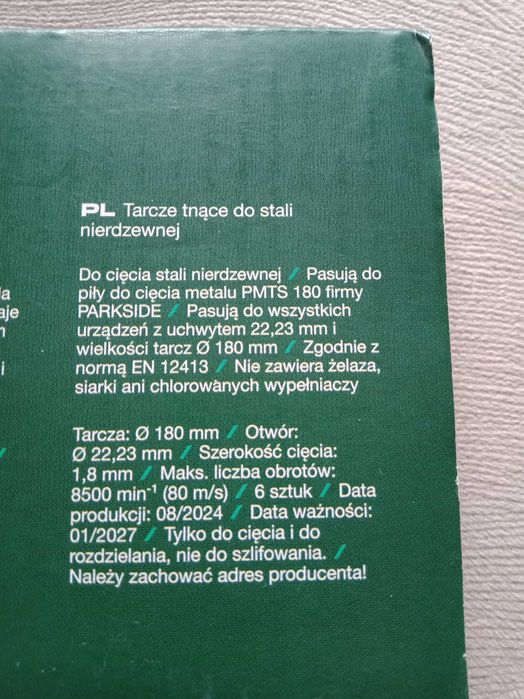 PL Tarcze tnące do stali
nierdzewnej
Do cięcia stali nierdzewnej / Pasują do
piły do cięcia metalu PMTS 180 firmy
PARKSIDE / Pasują do wszystkich
urządzeń z uchwytem 22,23 mm i
wielkości tarcz Ø 180 mm / Zgodnie z
normą EN 12413 / Nie zawiera żelaza,
siarki ani chlorowanych wypełniaczy
Tarcza: Ø 180 mm / Otwór:
Ø 22,23 mm / Szerokość cięcia:
1,8 mm / Maks. liczba obrotów:
8500 min⁻¹ (80 m/s) / 6 sztuk / Data
produkcji: 08/2024 / Data ważności:
01/2027 / Tylko do cięcia i do
rozdzielania, nie do szlifowania. /
Należy zachować adres producenta!